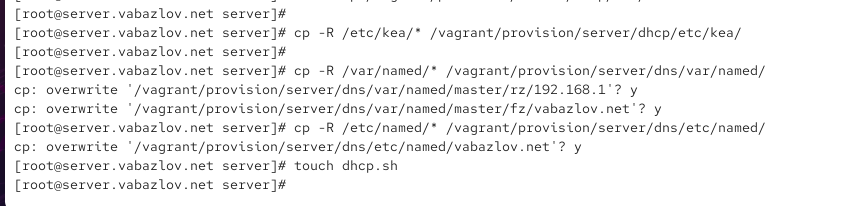 [root@server.vabazlov.net server]#
[root@server.vabazlov.net server]# cp -R /etc/kea/* /vagrant/provision/server/dhcp/etc/kea/
[root@server.vabazlov.net server]#
[root@server.vabazlov.net server]# cp -R /var/named/* /vagrant/provision/server/dns/var/named/
cp: overwrite '/vagrant/provision/server/dns/var/named/master/rz/192.168.1'? y
cp: overwrite '/vagrant/provision/server/dns/var/named/master/fz/vabazlov.net'? y
[root@server.vabazlov.net server]# cp -R /etc/named/* /vagrant/provision/server/dns/etc/named/
cp: overwrite '/vagrant/provision/server/dns/etc/named/vabazlov.net'? y
[root@server.vabazlov.net server]# touch dhcp.sh
[root@server.vabazlov.net server]#